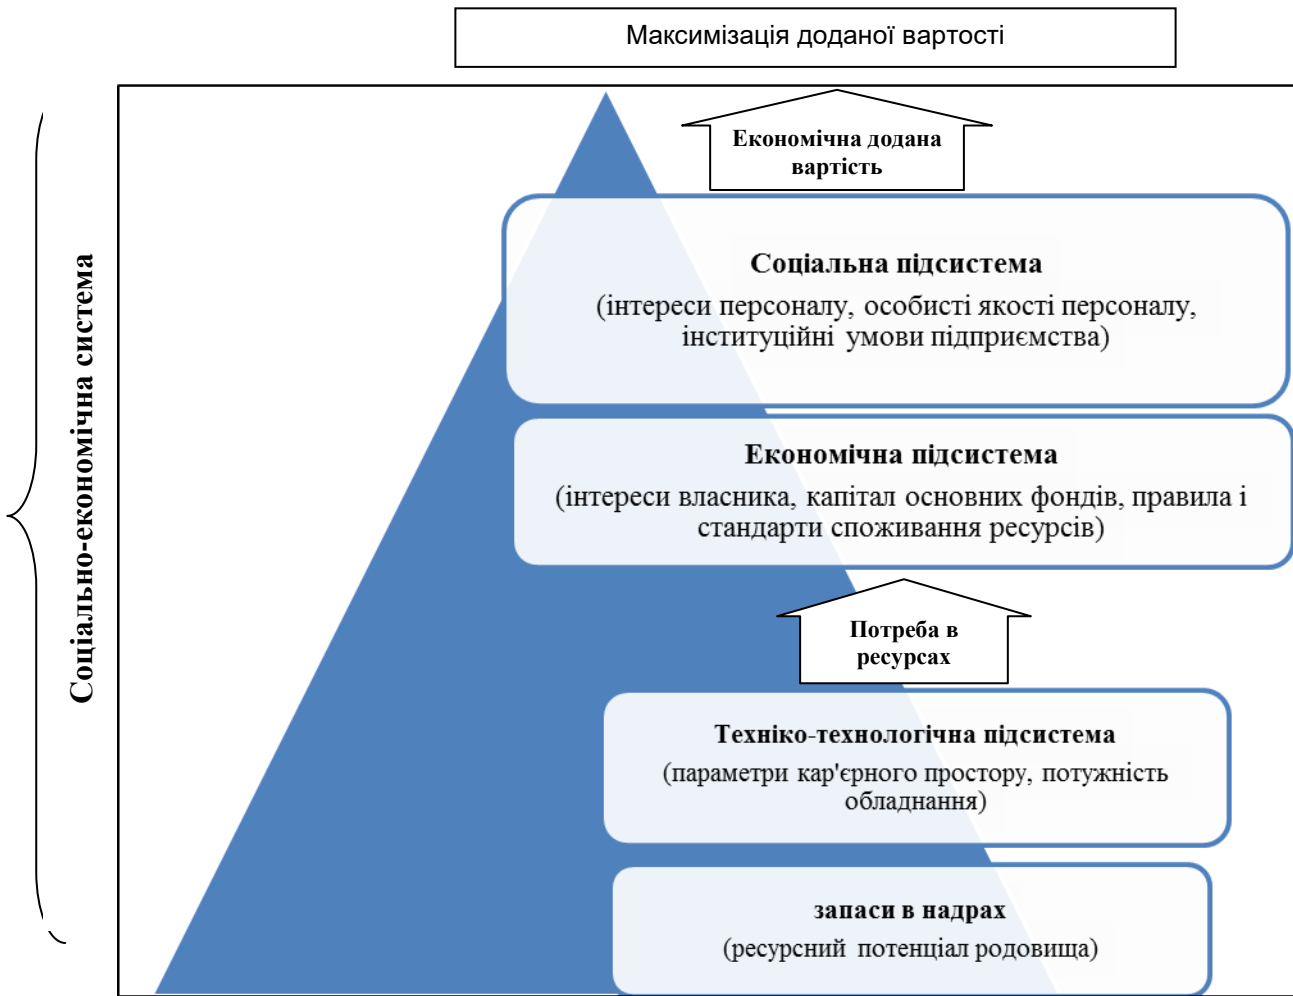 Максимізація доданої вартості
Економічна додана
вартість
Соціально-економічна система
Соціальна підсистема
(інтереси персоналу, особисті якості персоналу,
інституційні умови підприємства)
Економічна підсистема
(інтереси власника, капітал основних фондів, правила і
стандарти споживання ресурсів)
Потреба в
ресурсах
Техніко-технологічна підсистема
(параметри кар'єрного простору, потужність
обладнання)
запаси в надрах
(ресурсний потенціал родовища)